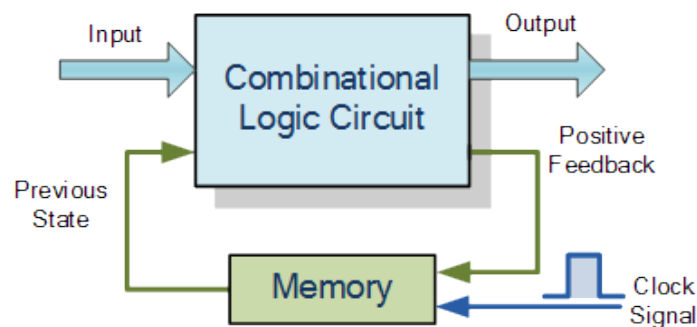 Input
Output
Combinational
Logic Circuit
Positive
Feedback
Previous
State
Memory
Clock
Signal